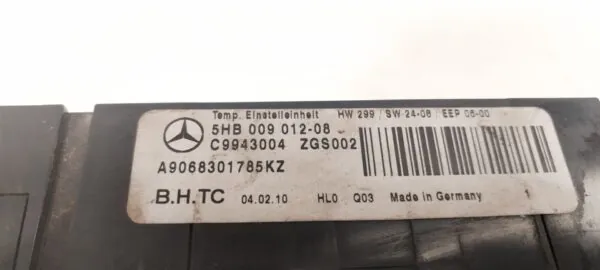 Temp. Einstelleinheit HW 299 / SW 24-08 / EEP 06-00
5HB 009 012-08
C9943004 ZGS002
A9068301785KZ
B.H.TC 04.02.10 HL0 Q03 Made in Germany 1